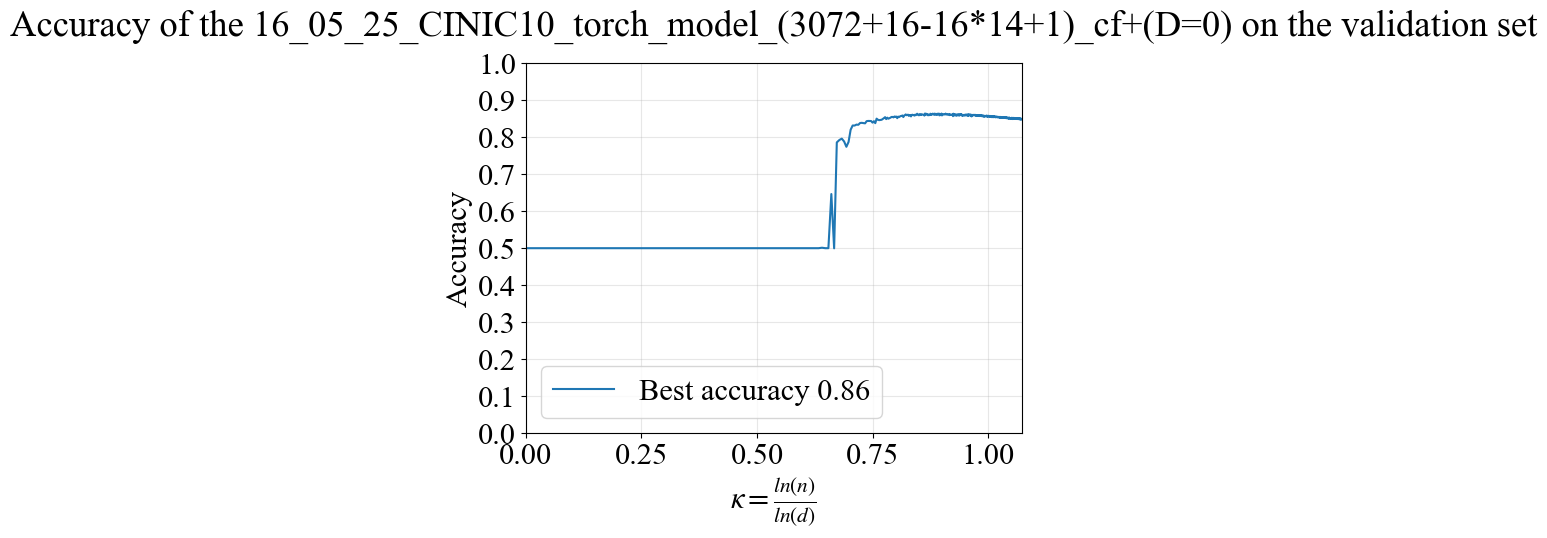 Accuracy of the 16_05_25_CINIC10_torch_model_(3072+16-16*14+1)_cf+(D=0) on the validation set
1.0
0.9
0.8
0.7
0.6
0.5
0.4
0.3
0.2
0.1
0.0
Accuracy
Best accuracy 0.86
0.00 0.25 0.50 0.75 1.00
κ = ln(n)/ln(d)